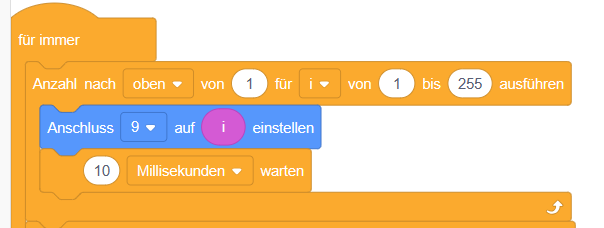 für immer
Anzahl nach oben von 1 für i von 1 bis 255 ausführen
Anschluss 9 auf i einstellen
10 Millisekunden warten